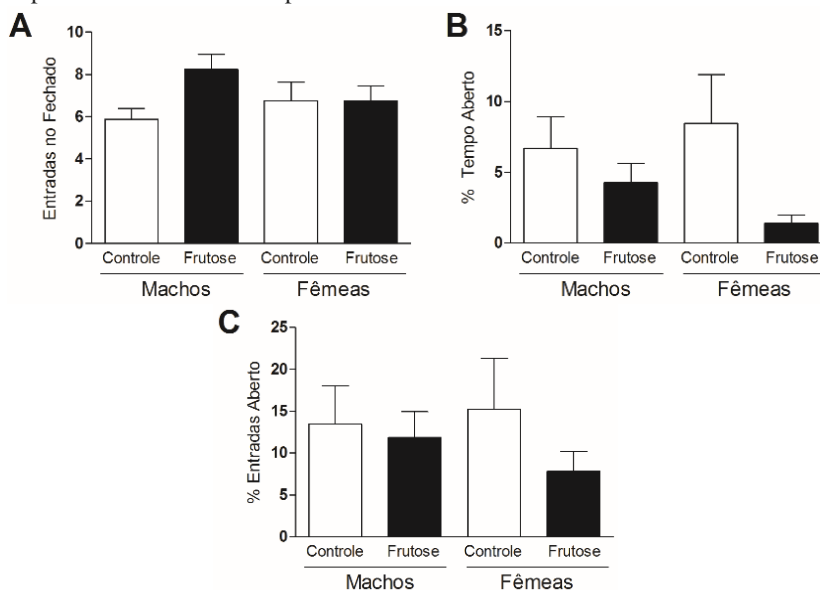 A
Entradas no Fechado
10
8
6
4
2
0
Controle Frutose Controle Frutose
Machos Fêmeas
B
% Tempo Aberto
15
10
5
0
Controle Frutose Controle Frutose
Machos Fêmeas
C
% Entradas Aberto
25
20
15
10
5
0
Controle Frutose Controle Frutose
Machos Fêmeas